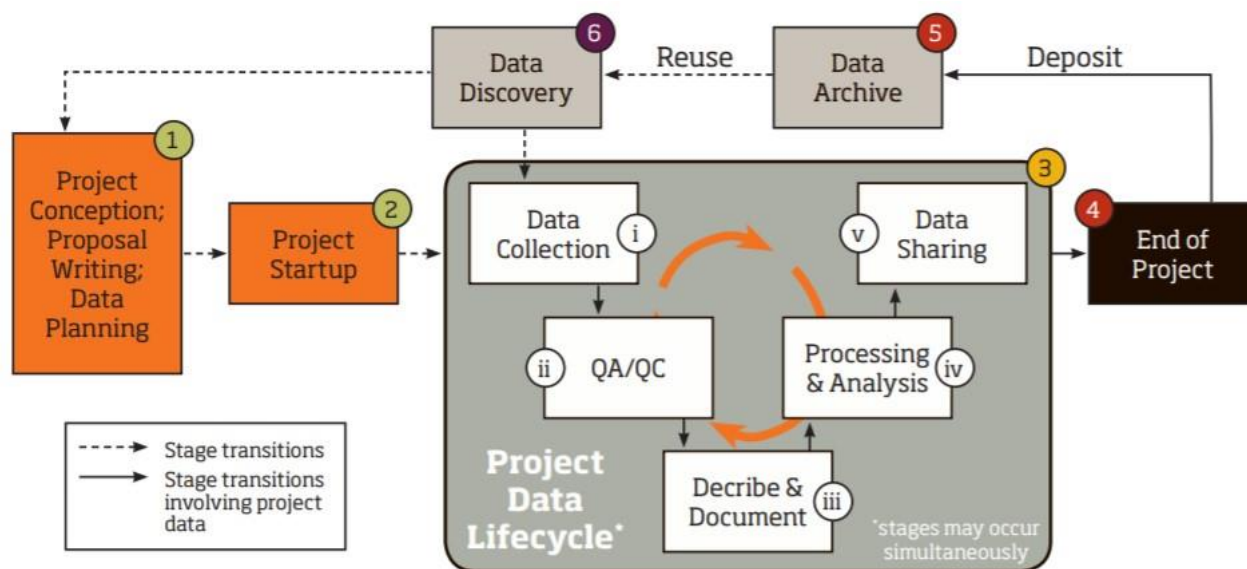 6
Data
Discovery
Reuse
5
Data
Archive
Deposit
1
Project
Conception;
Proposal
Writing;
Data
Planning
2
Project
Startup
3
Data
Collection
i
v
Data
Sharing
4
End of
Project
ii
QA/QC
Processing
& Analysis
iv
Decribe &
Document
iii
Project
Data
Lifecycle*
*stages may occur
simultaneously
Stage transitions
Stage transitions
involving project
data